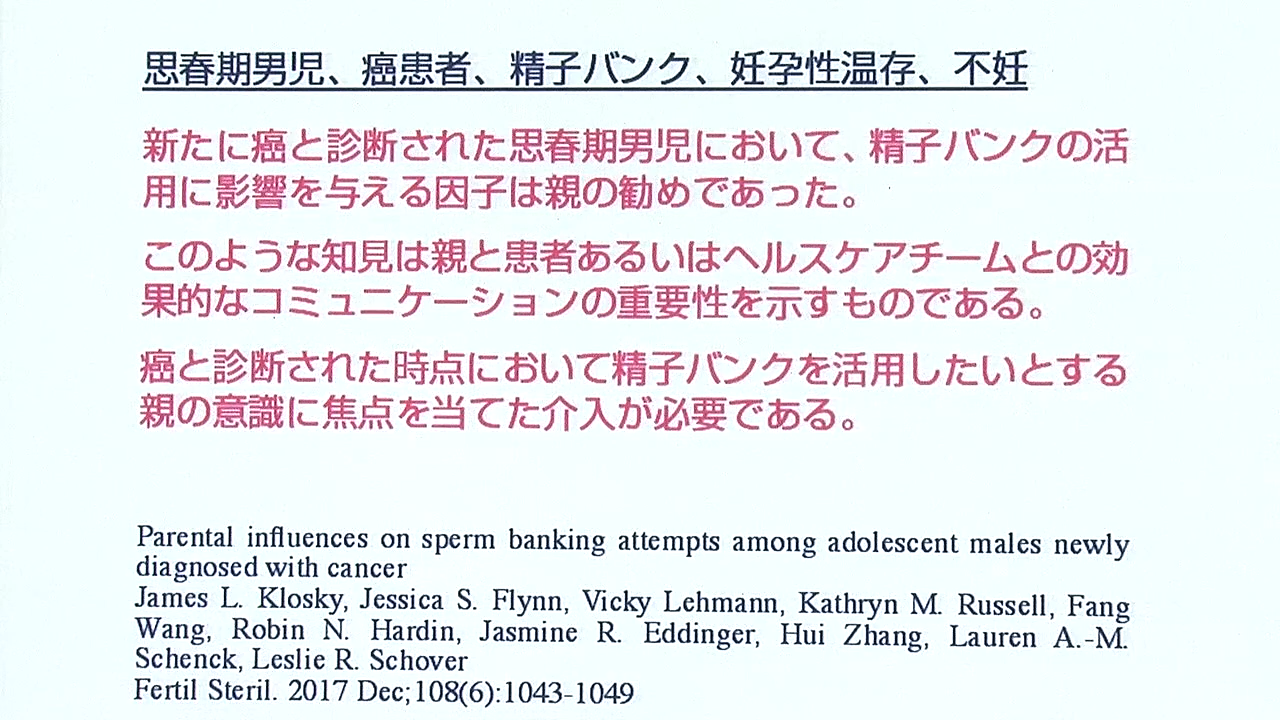 思春期男児、癌患者、精子バンク、妊孕性温存、不妊
新たに癌と診断された思春期男児において、精子バンクの活
用に影響を与える因子は親の勧めであった。
このような知見は親と患者あるいはヘルスケアチームとの効
果的なコミュニケーションの重要性を示すものである。
癌と診断された時点において精子バンクを活用したいとする
親の意識に焦点を当てた介入が必要である。
Parental influences on sperm banking attempts among adolescent males newly
diagnosed with cancer
James L. Klosky, Jessica S. Flynn, Vicky Lehmann, Kathryn M. Russell, Fang
Wang, Robin N. Hardin, Jasmine R. Eddinger, Hui Zhang, Lauren A.-M.
Schenck, Leslie R. Schover
Fertil Steril. 2017 Dec;108(6):1043-1049